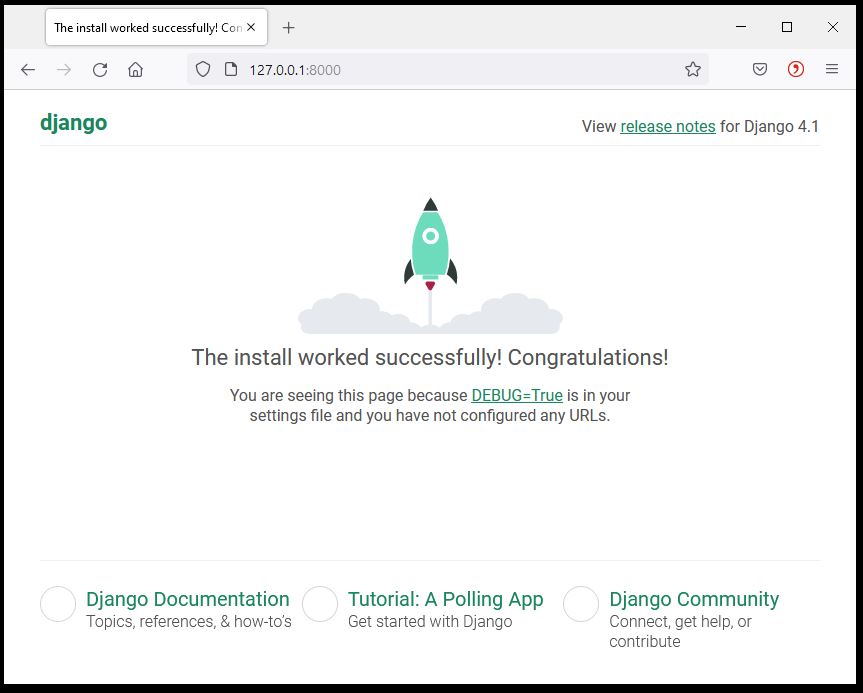 The install worked successfully! Con
127.0.0.1:8000
django
View release notes for Django 4.1
The install worked successfully! Congratulations!
You are seeing this page because DEBUG=True is in your
settings file and you have not configured any URLs.
Django Documentation
Topics, references, & how-to’s
Tutorial: A Polling App
Get started with Django
Django Community
Connect, get help, or
contribute